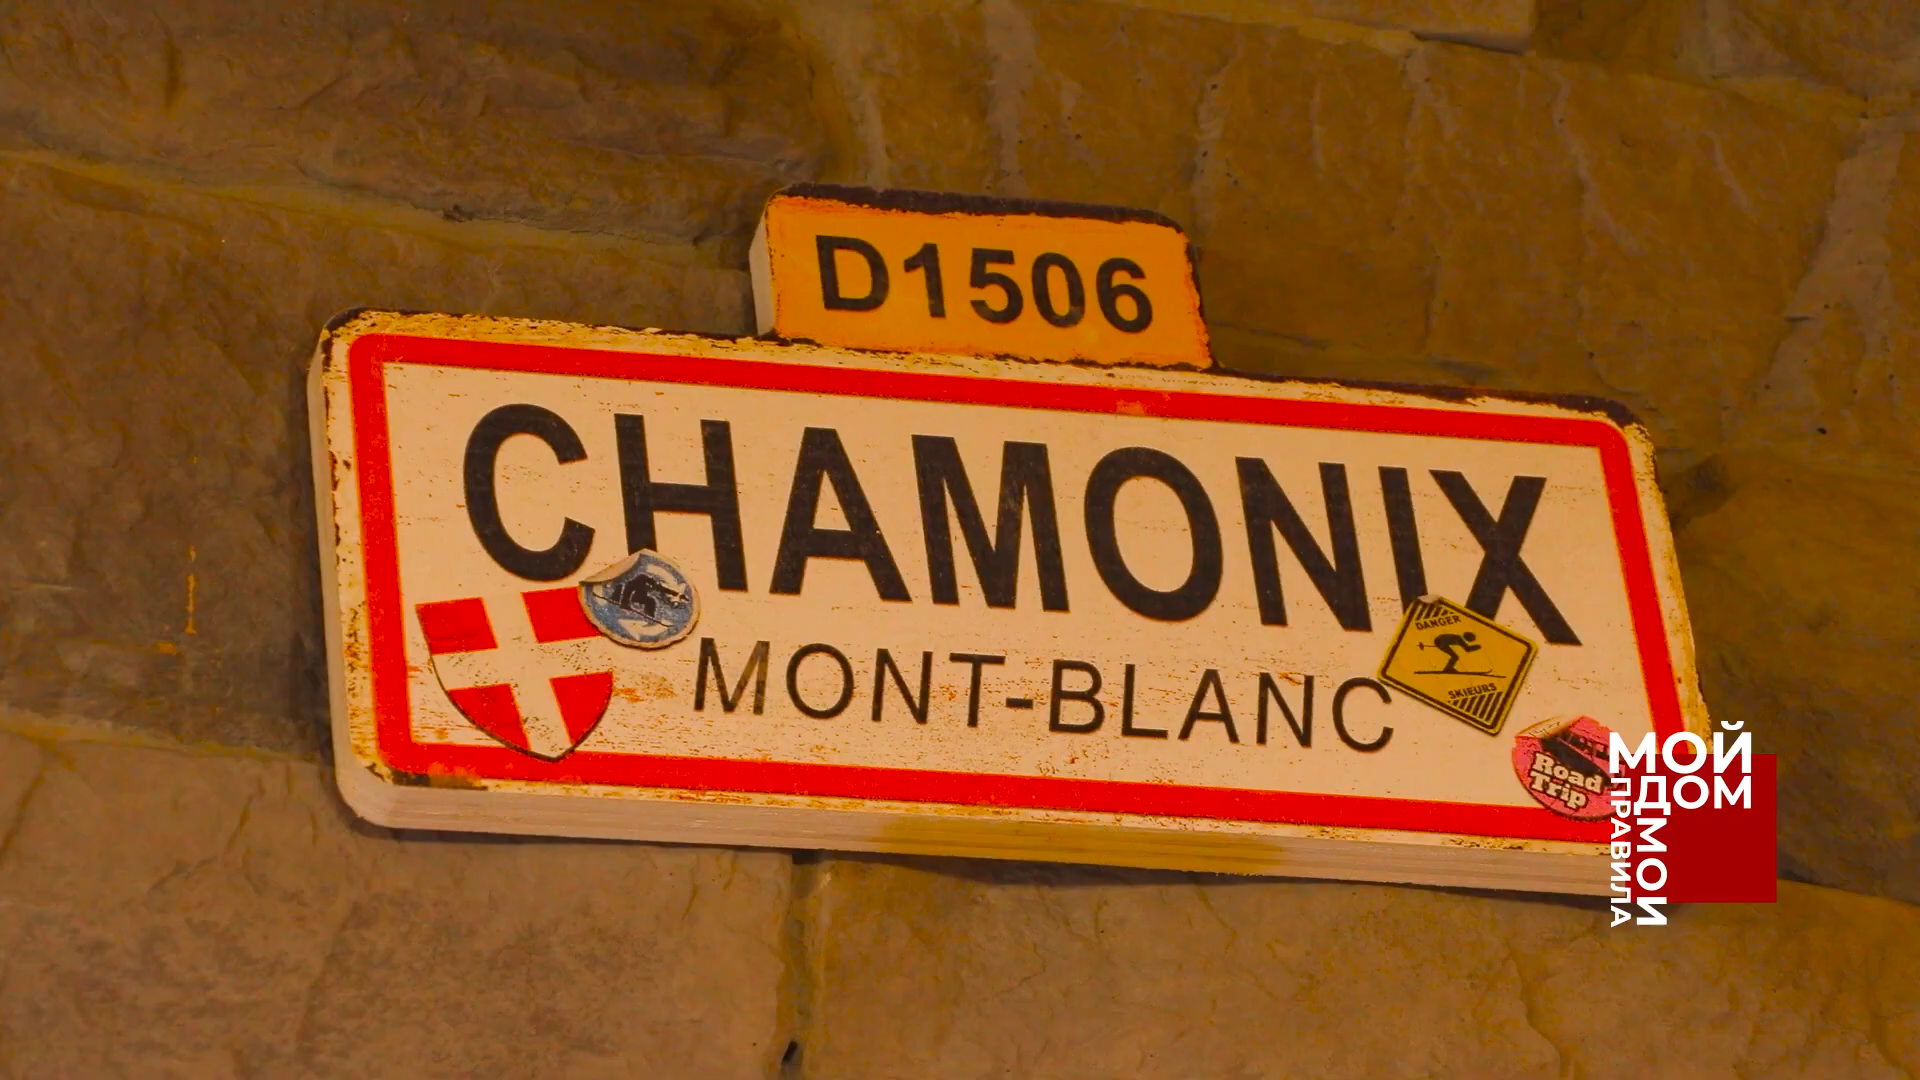 D1506
CHAMONIX
MONT-BLANC
DANGER
SKIEURS
Road
Trip
МОЙ
ДОМ
МОИ
ПРАВИЛА